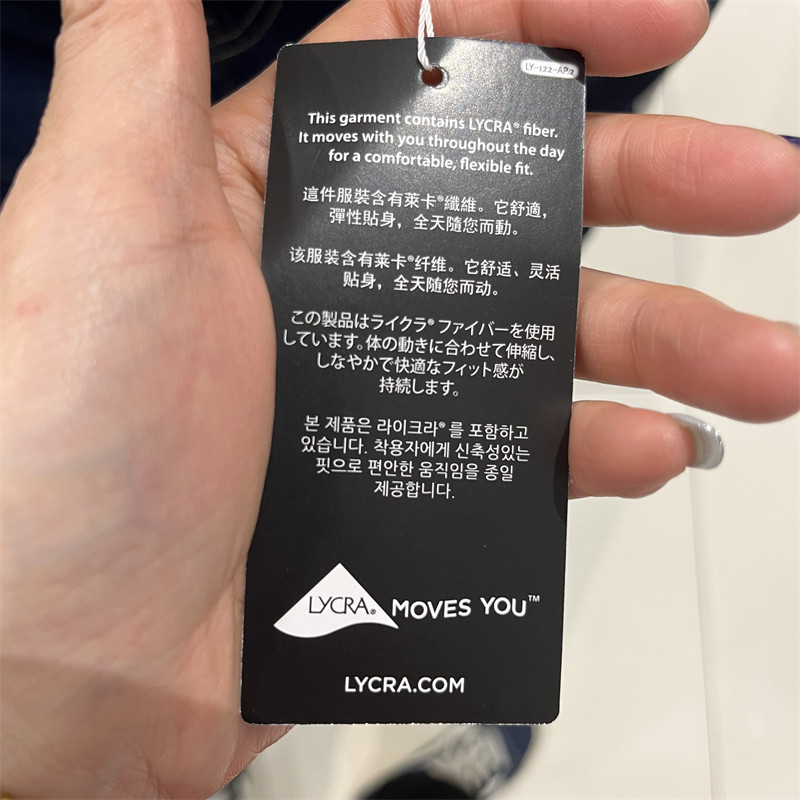 LY-122-AP2
This garment contains LYCRA® fiber.
It moves with you throughout the day
for a comfortable, flexible fit.
這件服裝含有萊卡®纖維。它舒適，
彈性貼身，全天隨您而動。
该服装含有莱卡®纤维。它舒适、灵活
贴身，全天随您而动。
この製品はライクラ®ファイバーを使用
しています。体の動きに合わせて伸縮し、
しなやかで快適なフィット感が
持続します。
본 제품은 라이크라®를 포함하고
있습니다. 착용자에게 신축성있는
핏으로 편안한 움직임을 종일
제공합니다.
LYCRA® MOVES YOU™
LYCRA.COM